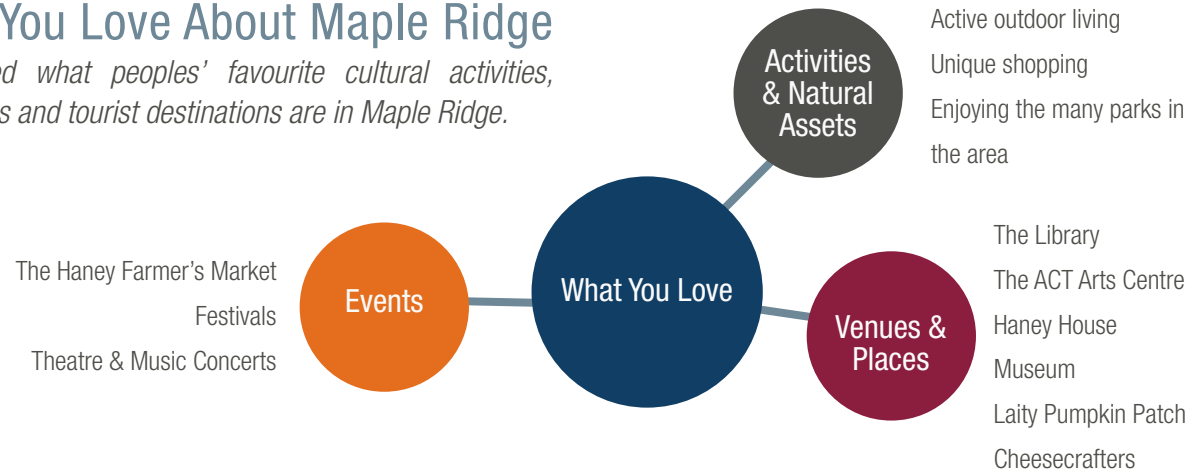 You Love About Maple Ridge
what peoples' favourite cultural activities,
and tourist destinations are in Maple Ridge.
Activities
& Natural
Assets
Active outdoor living
Unique shopping
Enjoying the many parks in
the area
The Haney Farmer's Market
Festivals
Theatre & Music Concerts
Events
What You Love
Venues &
Places
The Library
The ACT Arts Centre
Haney House
Museum
Laity Pumpkin Patch
Cheesecrafters